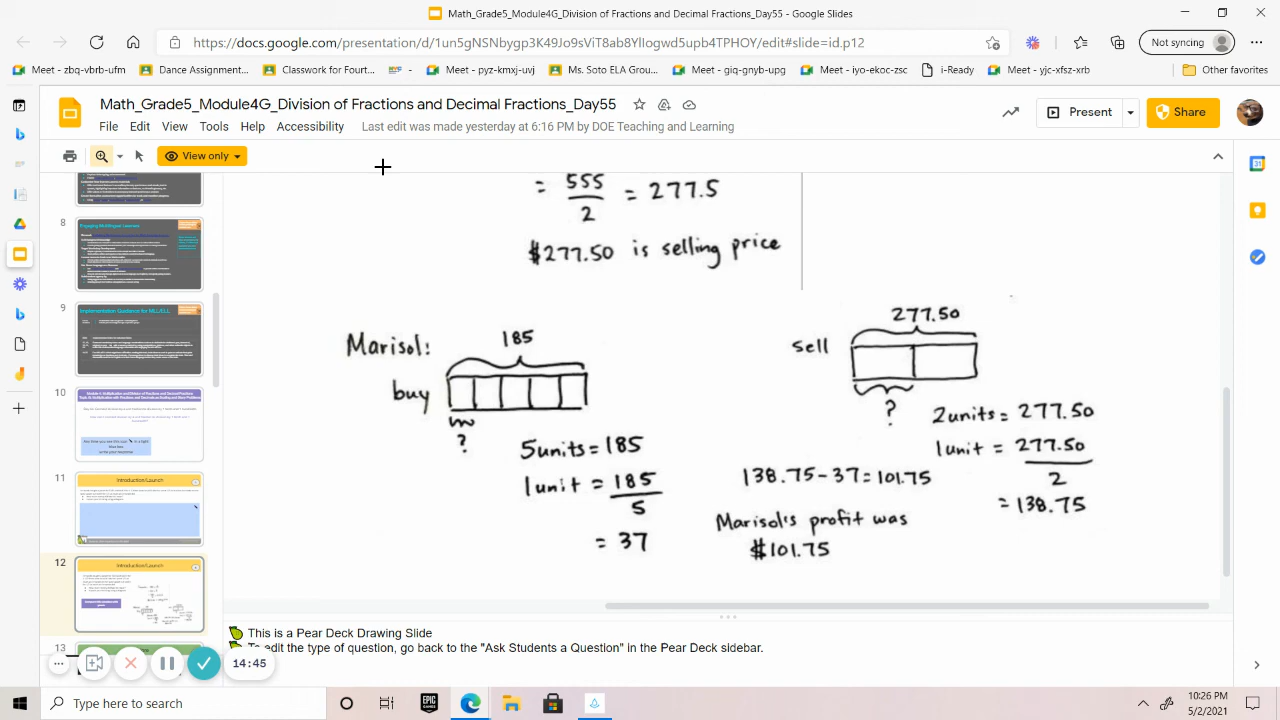 Math_Grade5_Module4G_Division of Fractions and Decimal Fractions_Day55 - Google Slides
https://docs.google.com/presentation/d/1un5gNSNbygp3K49Jo9sViT8ab8YlIogwd5upb4TPHOY/edit#slide=id.p12
Not syncing
Meet - zbq-vbrb-ufm
Dance Assignment...
Classwork for Fourt...
Meet - pyz-kmxj-uvj
Ms. Soto ELA Grou...
Meet - giq-gnyb-upg
Meet - iyo-ekoc-zsc
i-Ready
Meet - yjc-xfsz-xrb
Other favorites
Math_Grade5_Module4G_Division of Fractions and Decimal Fractions_Day55
File Edit View Tools Help Accessibility Last edit was made yesterday at 6:16 PM by DOE Teaching and Learning
Present
Share
View only
8
Engaging Multilingual Learners
9
Implementation Guidance for MLL/ELL
10
11
Introduction/Launch
12
Introduction/Launch
13
= 555
2
= 277.5
$277.50 is selling price
Marisol:
185
buy
?
5units = 185
1unit = 185
5
= 37
277.50
sell
?
2units = 277.50
1unit = 277.50
2
= 138.75
138.75-37=101.75
Marisol's profit was
$101.75
This is a Pear Deck Drawing Slide
To edit the type of question, go back to the "Ask Students a Question" in the Pear Deck sidebar.
14:45
Type here to search
EPIC
GAMES
10:26 PM
5/2/2021